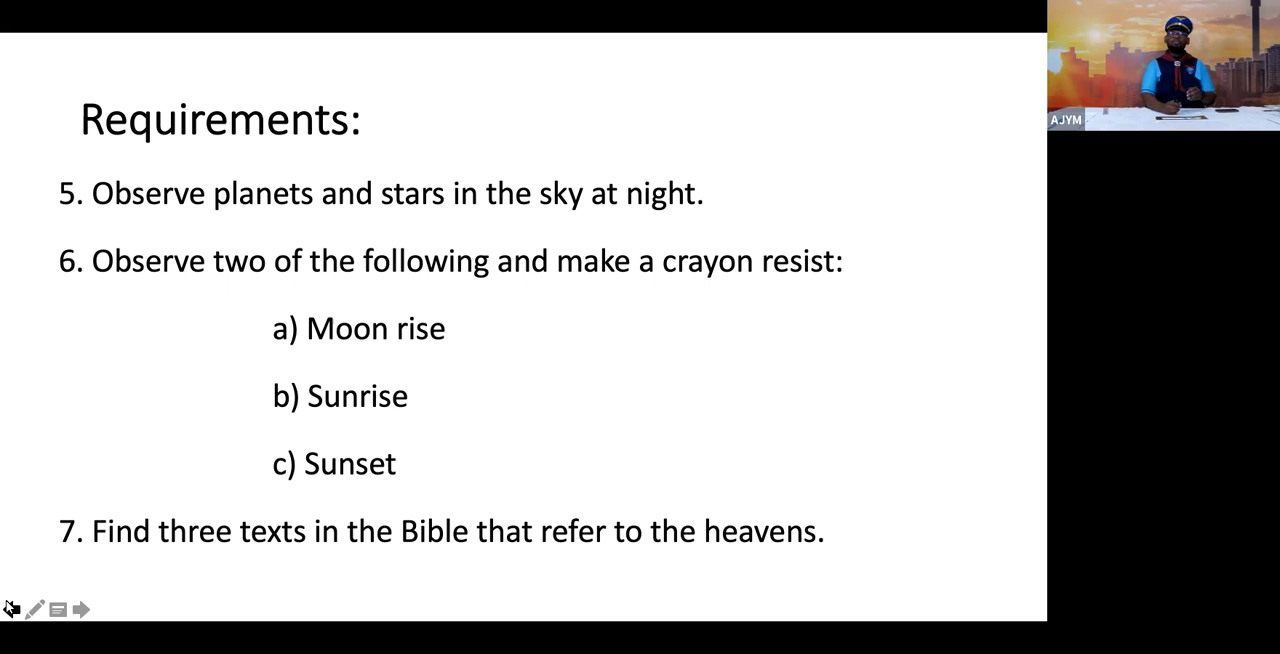 Requirements:
5. Observe planets and stars in the sky at night.
6. Observe two of the following and make a crayon resist:
a) Moon rise
b) Sunrise
c) Sunset
7. Find three texts in the Bible that refer to the heavens.
AJYM